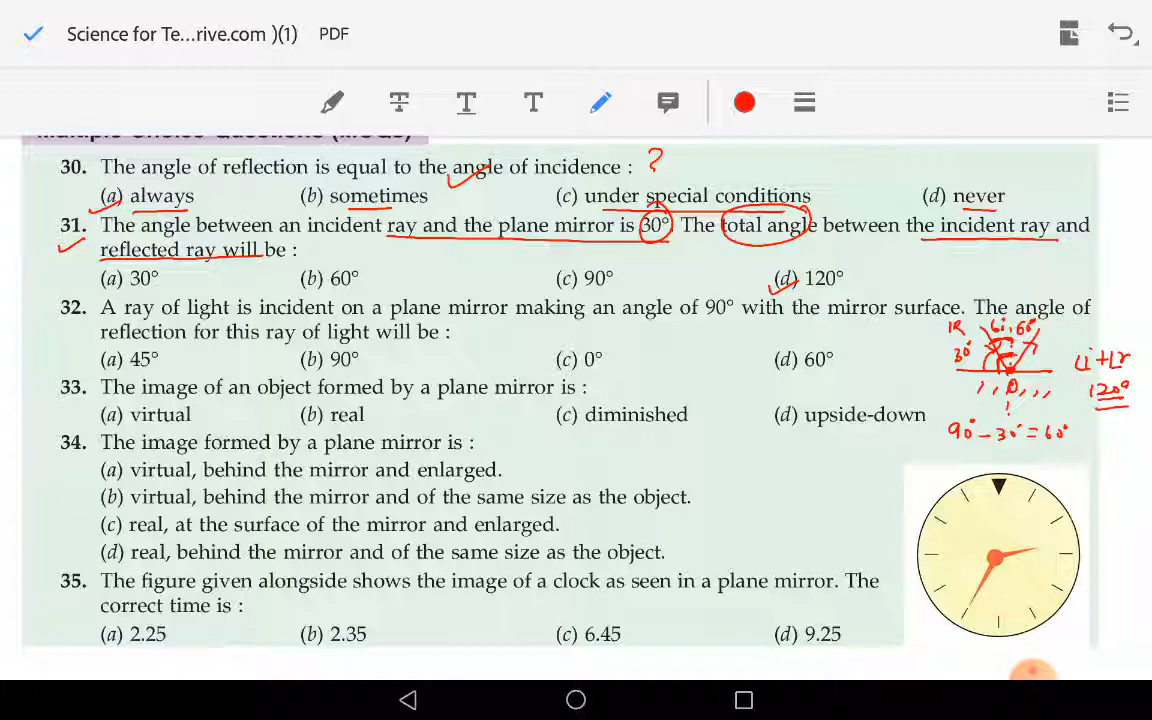 Science for Te...rive.com )(1) PDF
Multiple Choice Questions (MCQs)
30. The angle of reflection is equal to the angle of incidence : ?
(a) always (b) sometimes (c) under special conditions (d) never
31. The angle between an incident ray and the plane mirror is 30°. The total angle between the incident ray and
reflected ray will be :
(a) 30° (b) 60° (c) 90° (d) 120°
32. A ray of light is incident on a plane mirror making an angle of 90° with the mirror surface. The angle of
reflection for this ray of light will be :
(a) 45° (b) 90° (c) 0° (d) 60°
IR 60° 60°
30°
∠i+∠r
120°
90° - 30° = 60°
33. The image of an object formed by a plane mirror is :
(a) virtual (b) real (c) diminished (d) upside-down
34. The image formed by a plane mirror is :
(a) virtual, behind the mirror and enlarged.
(b) virtual, behind the mirror and of the same size as the object.
(c) real, at the surface of the mirror and enlarged.
(d) real, behind the mirror and of the same size as the object.
35. The figure given alongside shows the image of a clock as seen in a plane mirror. The
correct time is :
(a) 2.25 (b) 2.35 (c) 6.45 (d) 9.25